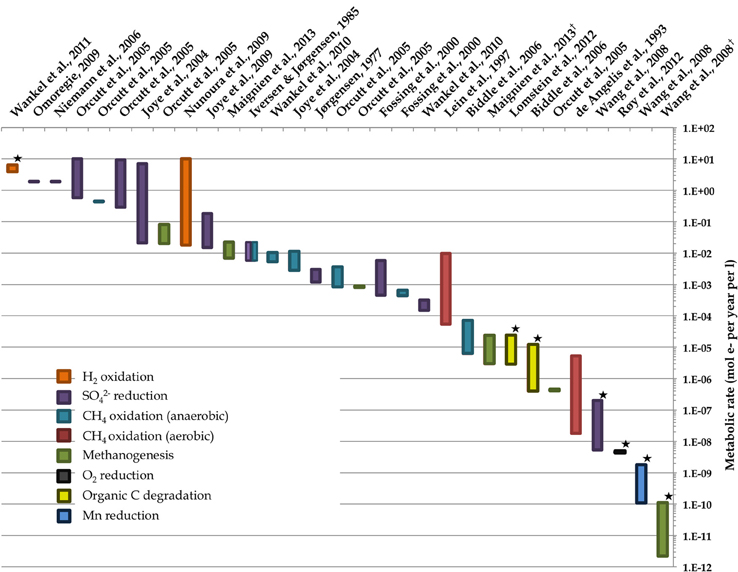 Wankel et al., 2011
Omoregie, 2009
Niemann et al., 2006
Orcutt et al., 2005
Orcutt et al., 2005
Orcutt et al., 2005
Joye et al., 2004
Orcutt et al., 2005
Nunoura et al., 2009
Joye et al., 2009
Maignien et al., 2013
Iversen & Jørgensen, 1985
Wankel et al., 2010
Joye et al., 2004
Jørgensen, 1977
Orcutt et al., 2005
Orcutt et al., 2005
Fossing et al., 2000
Fossing et al., 2000
Wankel et al., 2010
Lein et al., 1997
Biddle et al., 2006
Maignien et al., 2013†
Lomstein et al., 2012
Biddle et al., 2006
Orcutt et al., 2005
de Angelis et al., 1993
Wang et al., 2008
Røy et al., 2012
Wang et al., 2008
Wang et al., 2008†
1.E+02
1.E+01
1.E+00
1.E-01
1.E-02
1.E-03
1.E-04
1.E-05
1.E-06
1.E-07
1.E-08
1.E-09
1.E-10
1.E-11
1.E-12
Metabolic rate (mol e- per year per l)
H₂ oxidation
SO₄²⁻ reduction
CH₄ oxidation (anaerobic)
CH₄ oxidation (aerobic)
Methanogenesis
O₂ reduction
Organic C degradation
Mn reduction